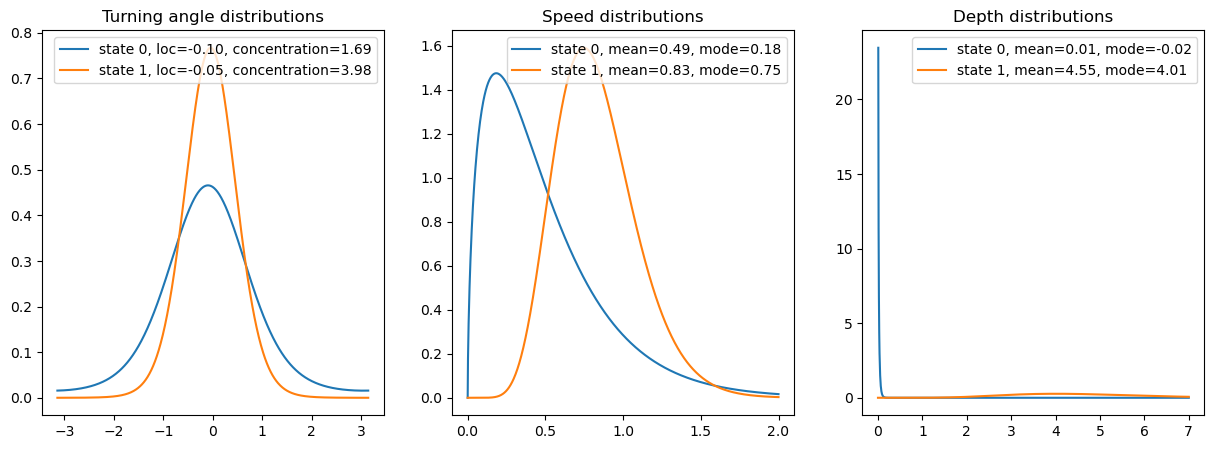 Turning angle distributions
state 0, loc=-0.10, concentration=1.69
state 1, loc=-0.05, concentration=3.98
0.8
0.7
0.6
0.5
0.4
0.3
0.2
0.1
0.0
−3 −2 −1 0 1 2 3
Speed distributions
state 0, mean=0.49, mode=0.18
state 1, mean=0.83, mode=0.75
1.6
1.4
1.2
1.0
0.8
0.6
0.4
0.2
0.0
0.0 0.5 1.0 1.5 2.0
Depth distributions
state 0, mean=0.01, mode=-0.02
state 1, mean=4.55, mode=4.01
20
15
10
5
0
0 1 2 3 4 5 6 7